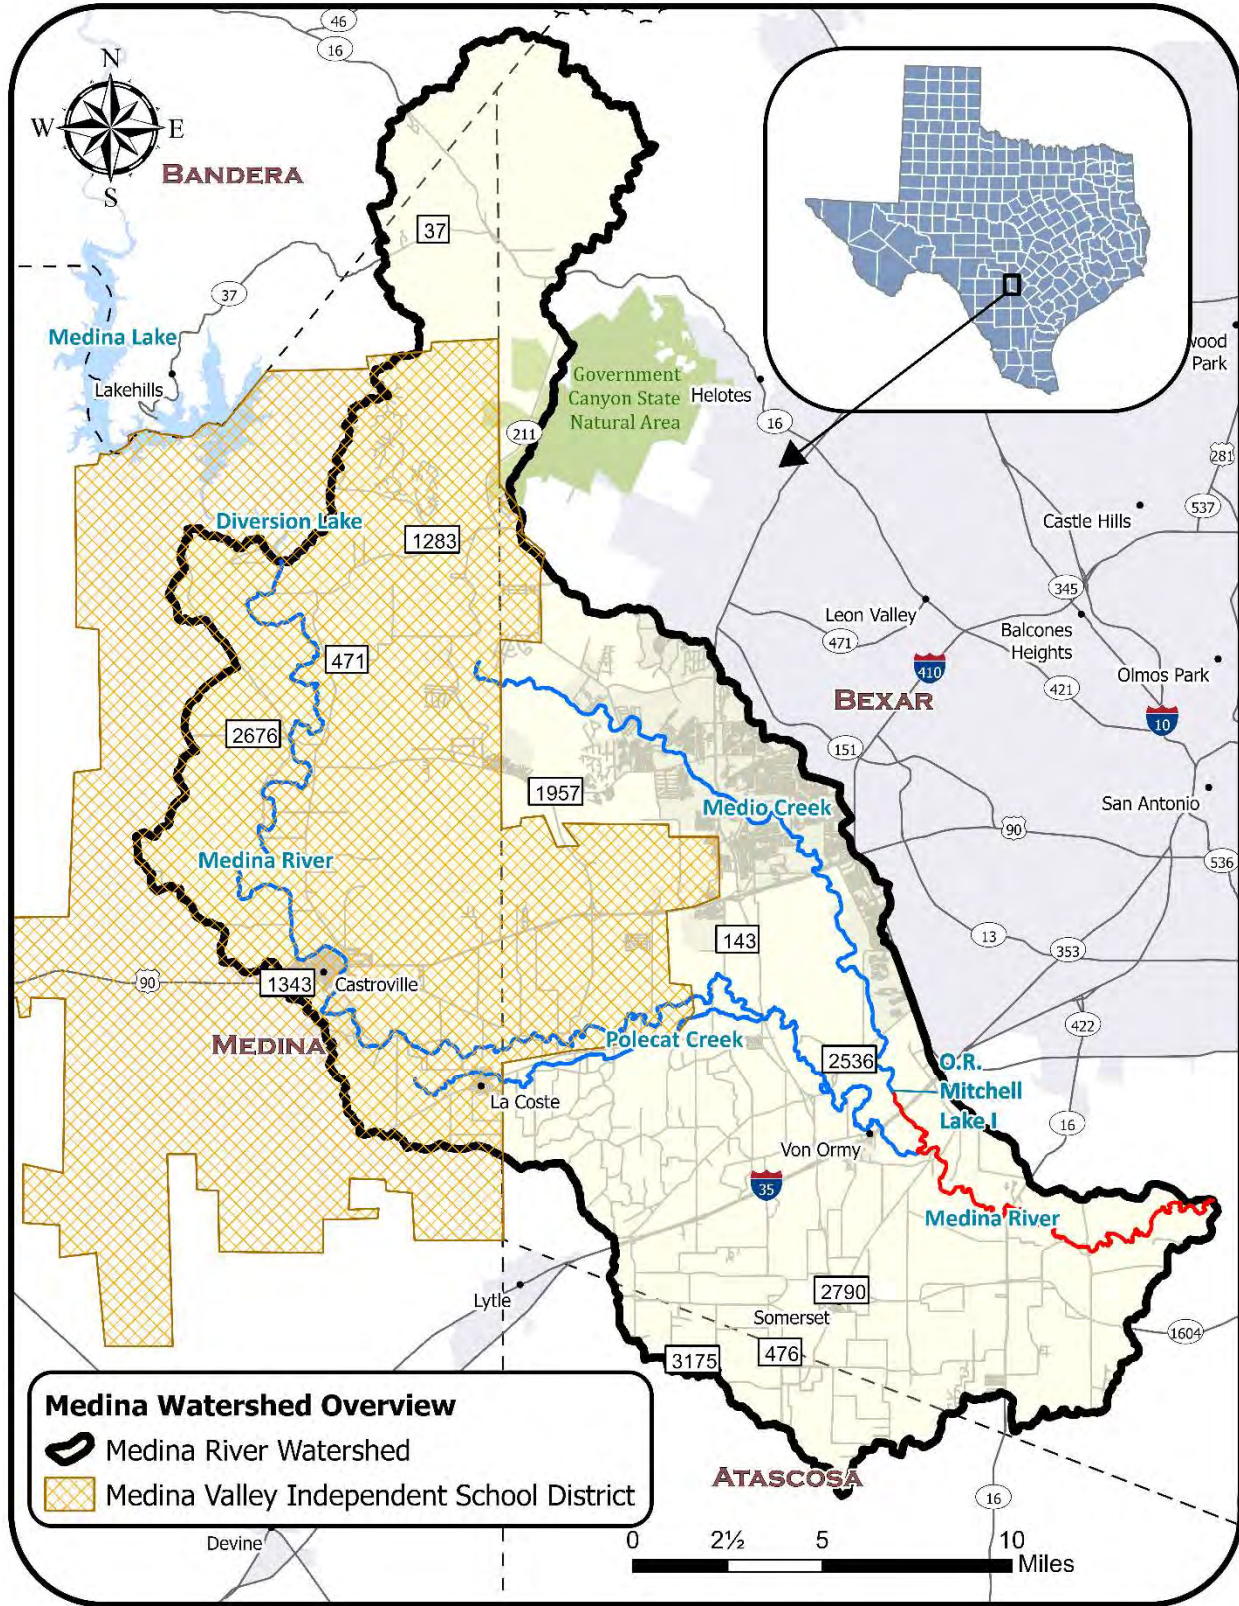 46
16
N
W
E
S
BANDERA
37
37
Medina Lake
Lakehills
Government
Canyon State
Natural Area
211
Helotes
16
wood
Park
281
537
Castle Hills
Diversion Lake
1283
345
Leon Valley
471
Balcones
Heights
410
Olmos Park
421
BEXAR
10
471
2676
151
1957
Medio Creek
San Antonio
90
536
Medina River
143
13
353
90
1343
Castroville
422
MEDINA
Polecat Creek
2536
O.R.
Mitchell
Lake I
La Coste
16
Von Ormy
35
Medina River
Lytle
2790
Somerset
1604
3175
476
Medina Watershed Overview
Medina River Watershed
Medina Valley Independent School District
ATASCOSA
16
Devine
0 2½ 5 10
Miles